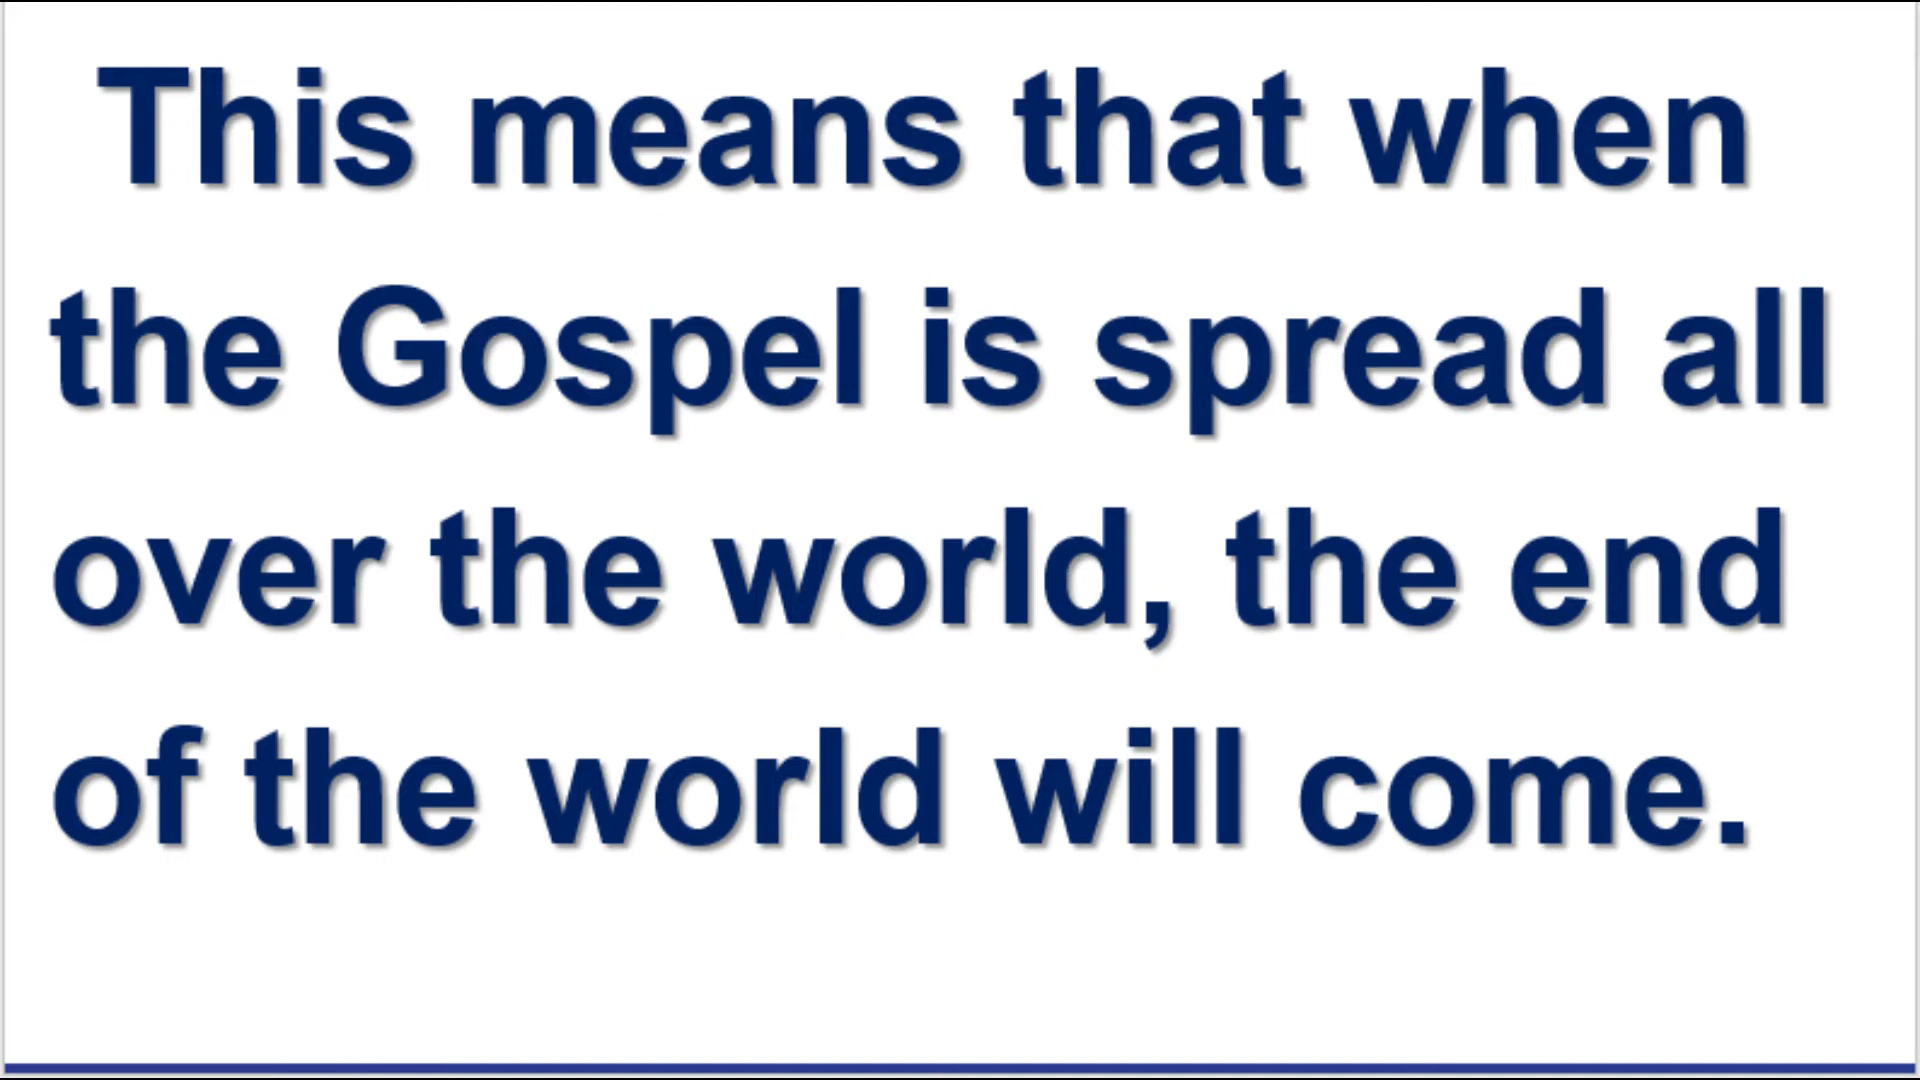 This means that when
the Gospel is spread all
over the world, the end
of the world will come.